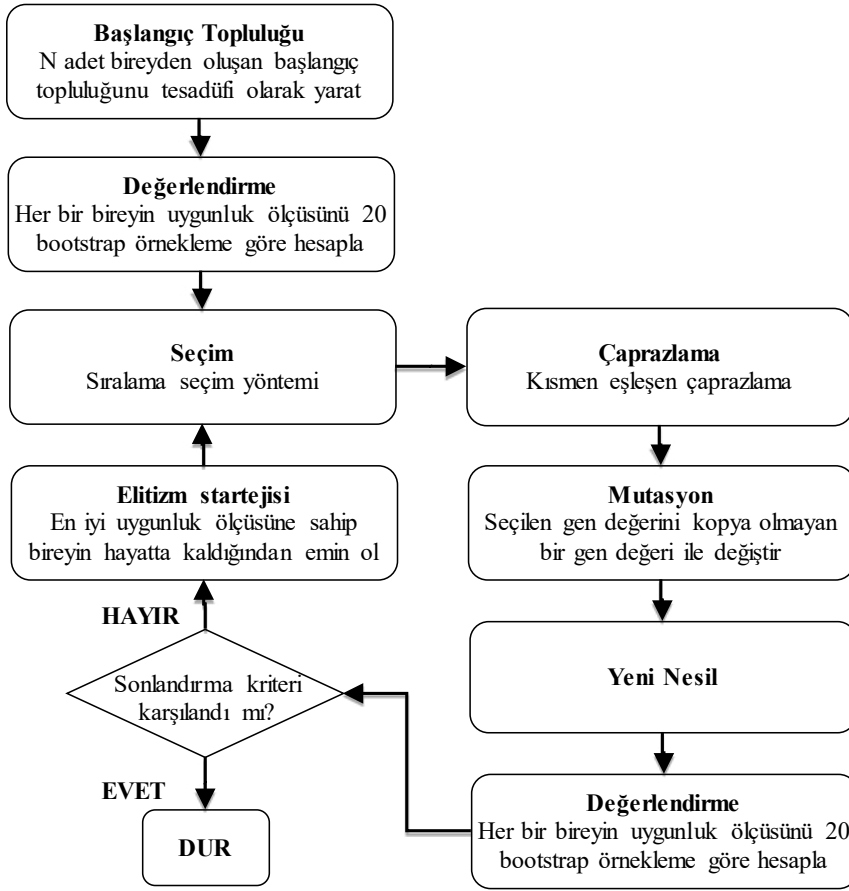 Başlangıç Topluluğu
N adet bireyden oluşan başlangıç
topluluğunu tesadüfi olarak yarat
Değerlendirme
Her bir bireyin uygunluk ölçüsünü 20
bootstrap örnekleme göre hesapla
Seçim
Sıralama seçim yöntemi
Çaprazlama
Kısmen eşleşen çaprazlama
Elitizm startejisi
En iyi uygunluk ölçüsüne sahip
bireyin hayatta kaldığından emin ol
Mutasyon
Seçilen gen değerini kopya olmayan
bir gen değeri ile değiştir
HAYIR
Yeni Nesil
Sonlandırma kriteri
karşılandı mı?
EVET
DUR
Değerlendirme
Her bir bireyin uygunluk ölçüsünü 20
bootstrap örnekleme göre hesapla